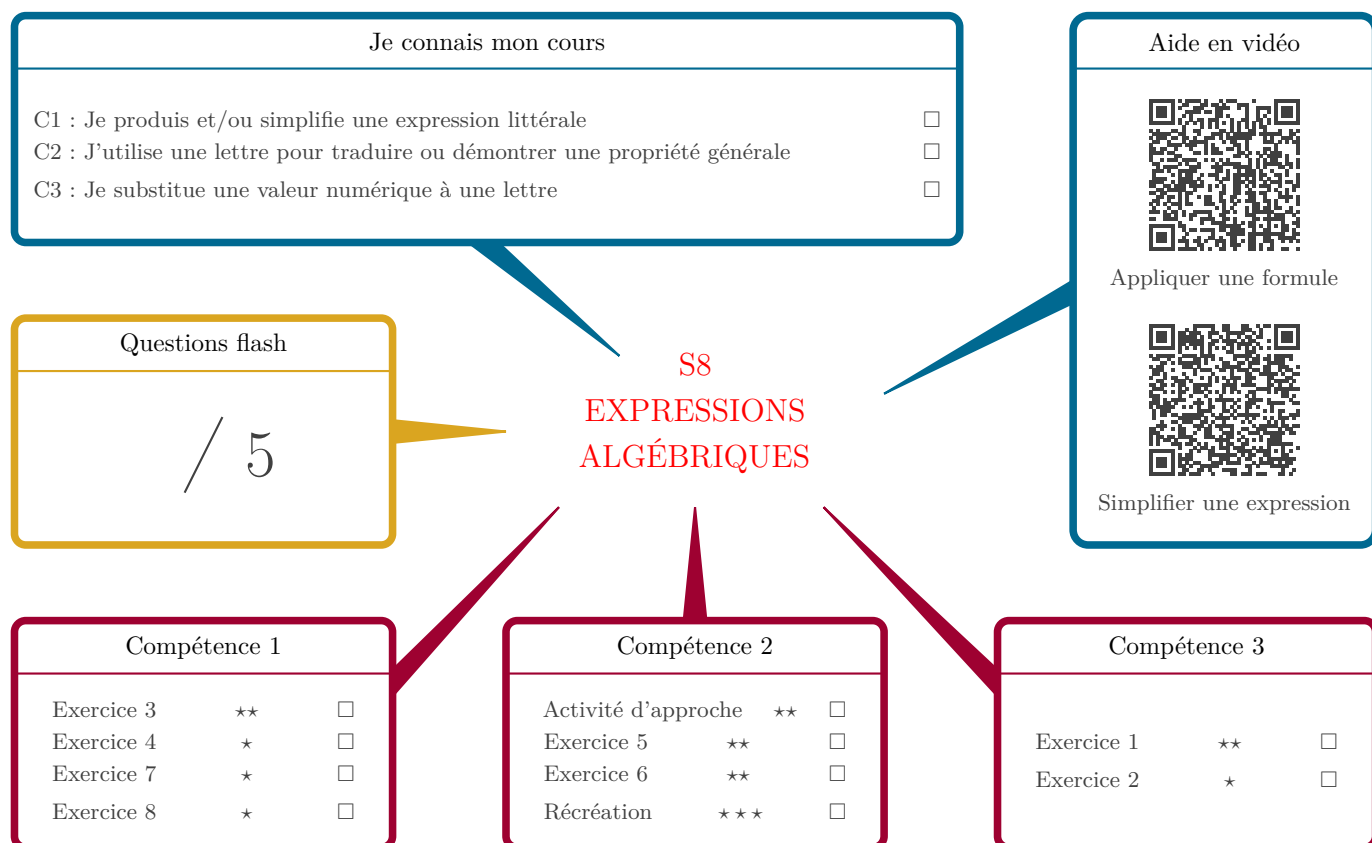 Je connais mon cours
C1 : Je produis et/ou simplifie une expression littérale □
C2 : J'utilise une lettre pour traduire ou démontrer une propriété générale □
C3 : Je substitue une valeur numérique à une lettre □
Aide en vidéo
Appliquer une formule
Simplifier une expression
Questions flash
/ 5
S8
EXPRESSIONS
ALGÉBRIQUES
Compétence 1
Exercice 3 ⋆⋆ □
Exercice 4 ⋆ □
Exercice 7 ⋆ □
Exercice 8 ⋆ □
Compétence 2
Activité d'approche ⋆⋆ □
Exercice 5 ⋆⋆ □
Exercice 6 ⋆⋆ □
Récréation ⋆⋆⋆ □
Compétence 3
Exercice 1 ⋆⋆ □
Exercice 2 ⋆ □